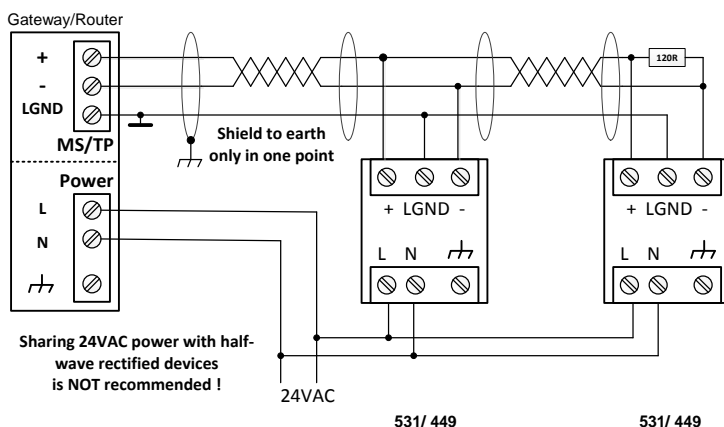 Gateway/Router
+
-
LGND
MS/TP
Power
L
N
120R
Shield to earth
only in one point
+ LGND -
L N
+ LGND -
L N
Sharing 24VAC power with half-
wave rectified devices
is NOT recommended !
24VAC
531/ 449
531/ 449